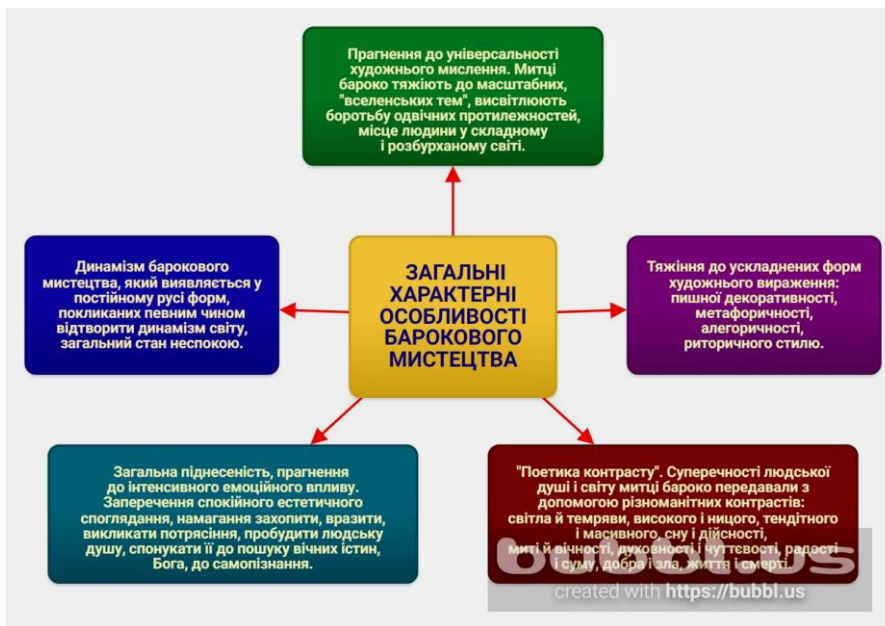 Прагнення до універсальності
художнього мислення. Митці
бароко тяжіють до масштабних,
"вселенських тем", висвітлюють
боротьбу одвічних протилежностей,
місце людини у складному
і розбурханому світі.
Динамізм барокового
мистецтва, який виявляється у
постійному русі форм,
покликаних певним чином
відтворити динамізм світу,
загальний стан неспокою.
ЗАГАЛЬНІ
ХАРАКТЕРНІ
ОСОБЛИВОСТІ
БАРОКОВОГО
МИСТЕЦТВА
Тяжіння до ускладнених форм
художнього вираження:
пишної декоративності,
метафоричності,
алегоричності,
риторичного стилю.
Загальна піднесеність, прагнення
до інтенсивного емоційного впливу.
Заперечення спокійного естетичного
споглядання, намагання захопити, вразити,
викликати потрясіння, пробудити людську
душу, спонукати її до пошуку вічних істин,
Бога, до самопізнання.
"Поетика контрасту". Суперечності людської
душі і світу митці бароко передавали з
допомогою різноманітних контрастів:
світла й темряви, високого і ницого, тендітного
і масивного, сну і дійсності,
миті й вічності, духовності і чуттєвості, радості
і суму, добра і зла, життя і смерті.
bubbl.us
created with https://bubbl.us